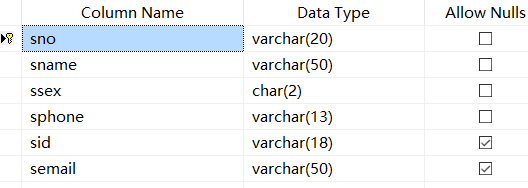 Column Name Data Type Allow Nulls
sno varchar(20)
sname varchar(50)
ssex char(2)
sphone varchar(13)
sid varchar(18)
semail varchar(50)